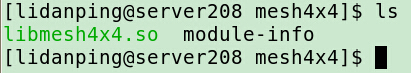 [lidanping@server208 mesh4x4]$ ls
libmesh4x4.so  module-info
[lidanping@server208 mesh4x4]$